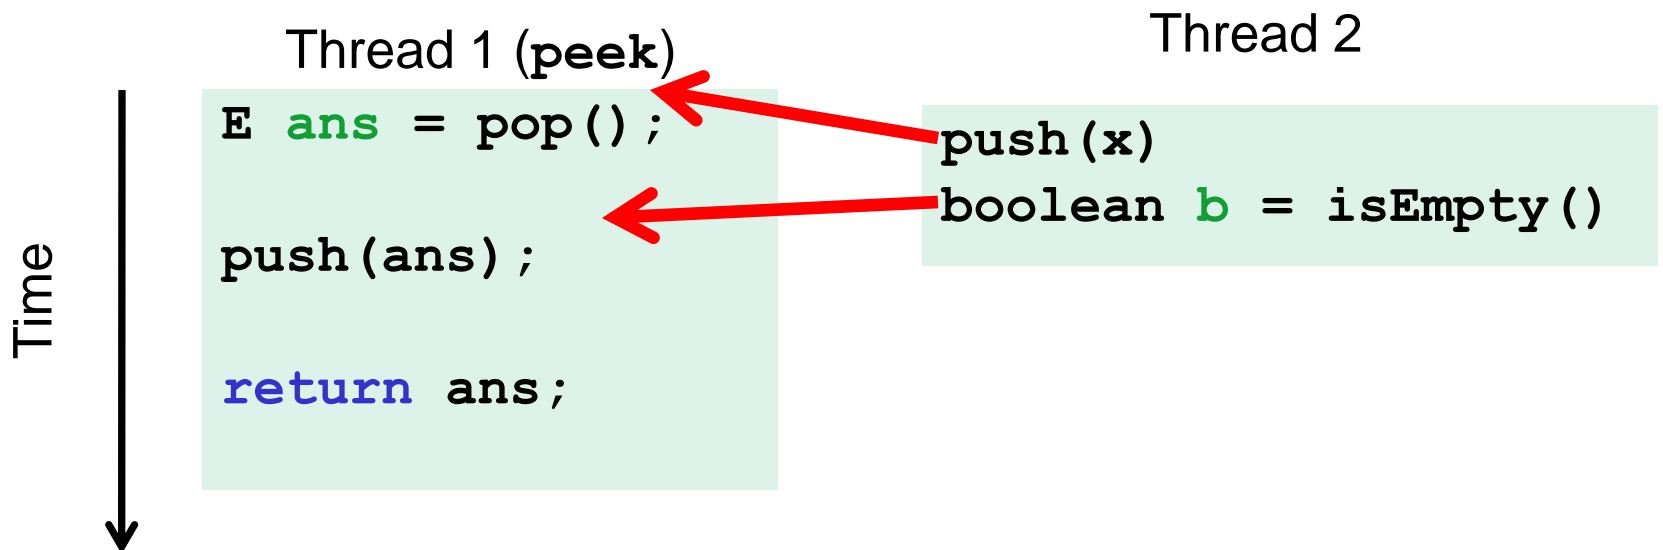 Thread 1 (peek)
E ans = pop();
push(ans);
return ans;
Thread 2
push(x)
boolean b = isEmpty()
Time